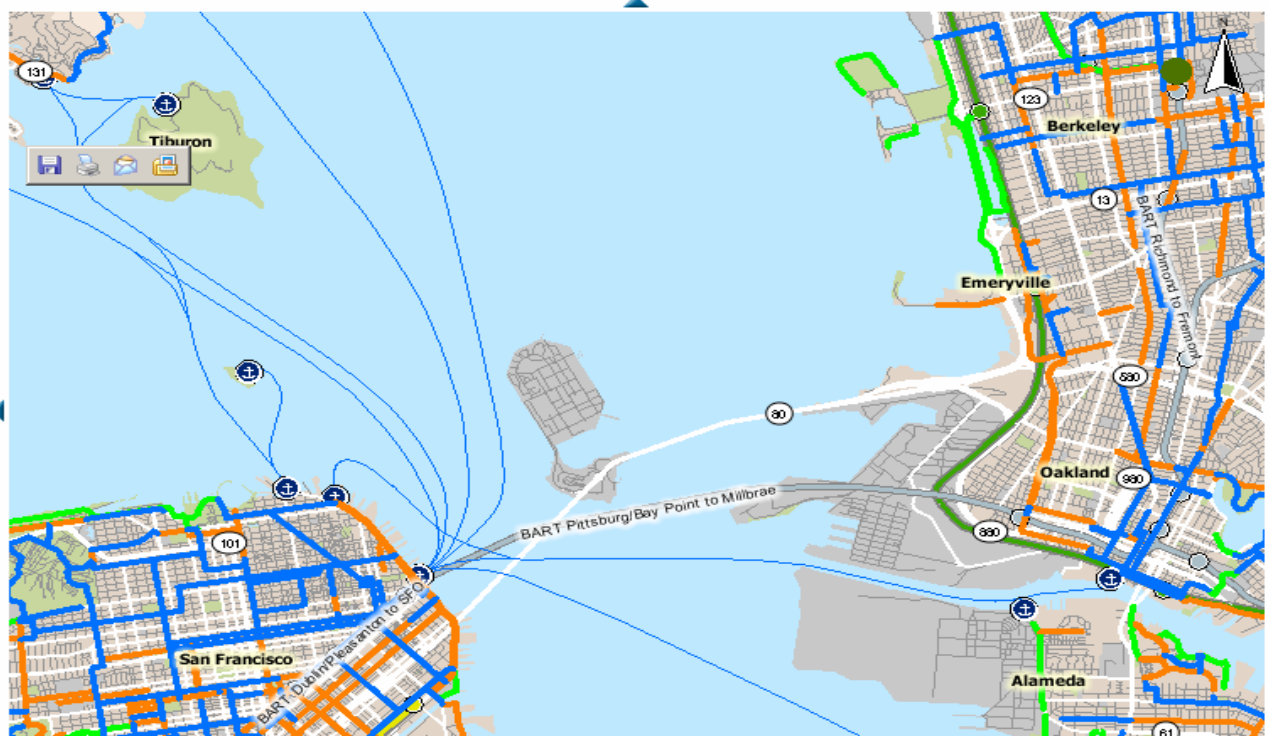 N
131
123
Berkeley
Tiburon
13
BART Richmond to Fremont
Emeryville
580
80
Oakland
980
BART Pittsburg/Bay Point to Millbrae
880
101
BART Dublin/Pleasanton to SFO
San Francisco
Alameda
61